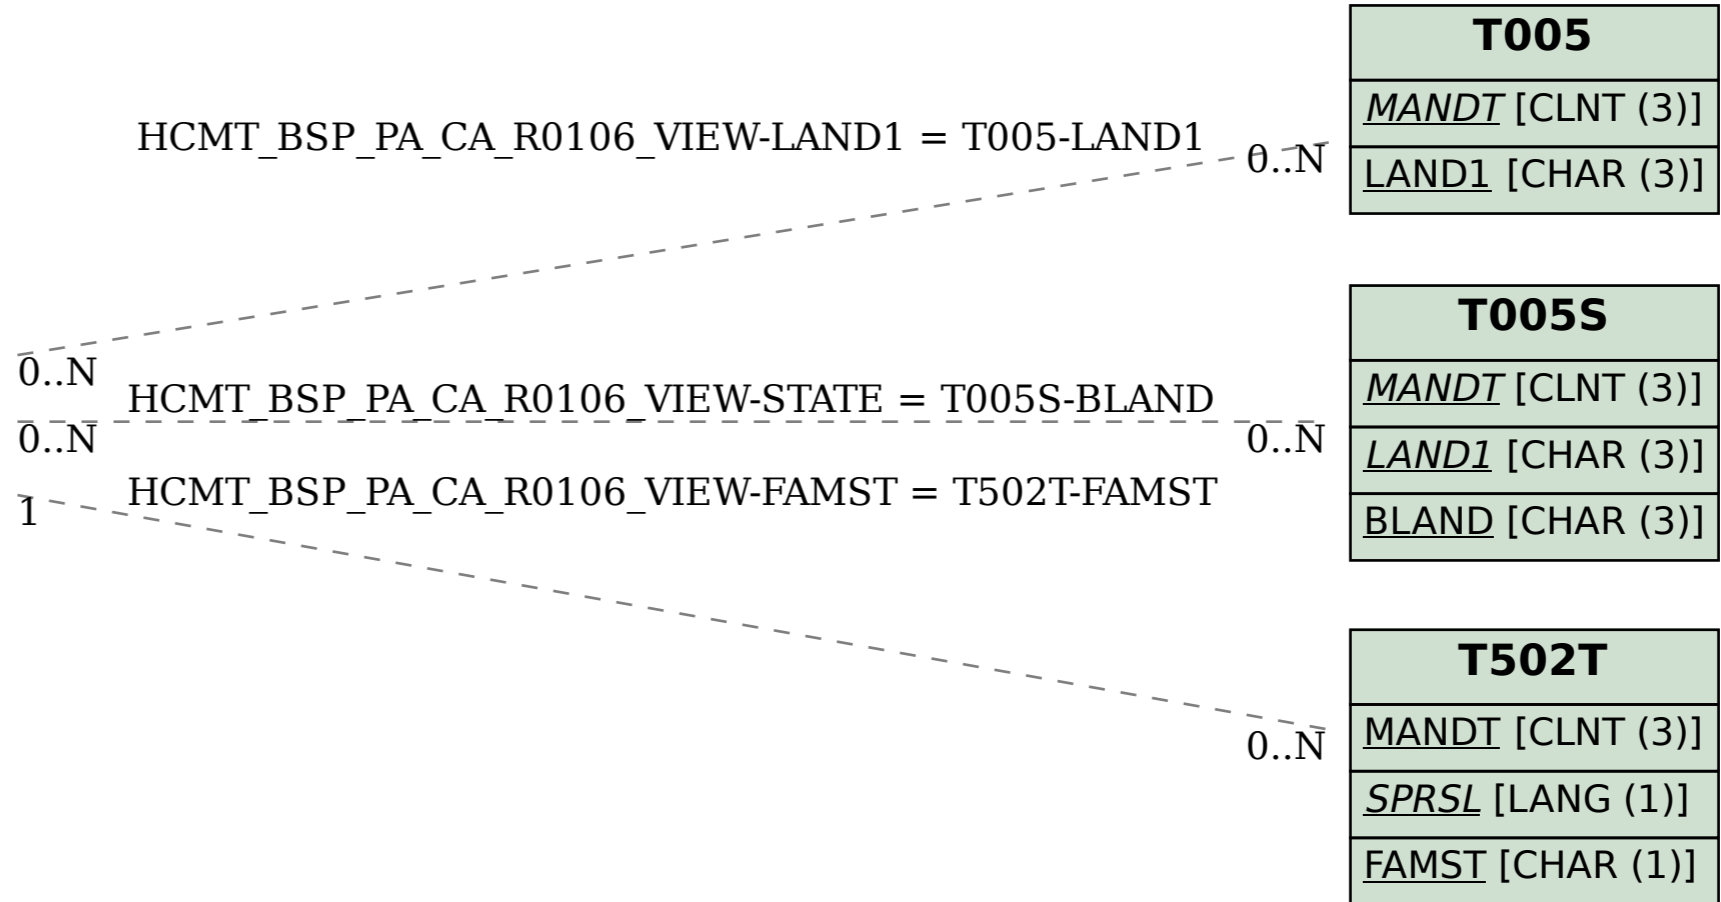 T005
MANDT [CLNT (3)]
HCMT_BSP_PA_CA_R0106_VIEW-LAND1 = T005-LAND1
0..N
LAND1 [CHAR (3)]
T005S
0..N
MANDT [CLNT (3)]
HCMT_BSP_PA_CA_R0106_VIEW-STATE = T005S-BLAND
0..N
0..N
LAND1 [CHAR (3)]
HCMT_BSP_PA_CA_R0106_VIEW-FAMST = T502T-FAMST
1
BLAND [CHAR (3)]
T502T
0..N
MANDT [CLNT (3)]
SPRSL [LANG (1)]
FAMST [CHAR (1)]